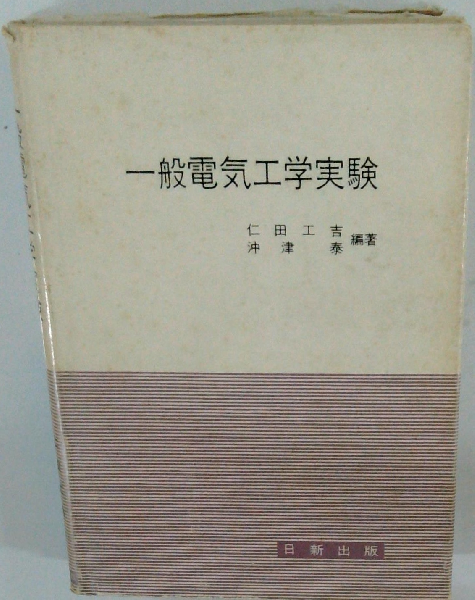 一般電気工学実験
仁田工吉
沖津泰
編著
日新出版